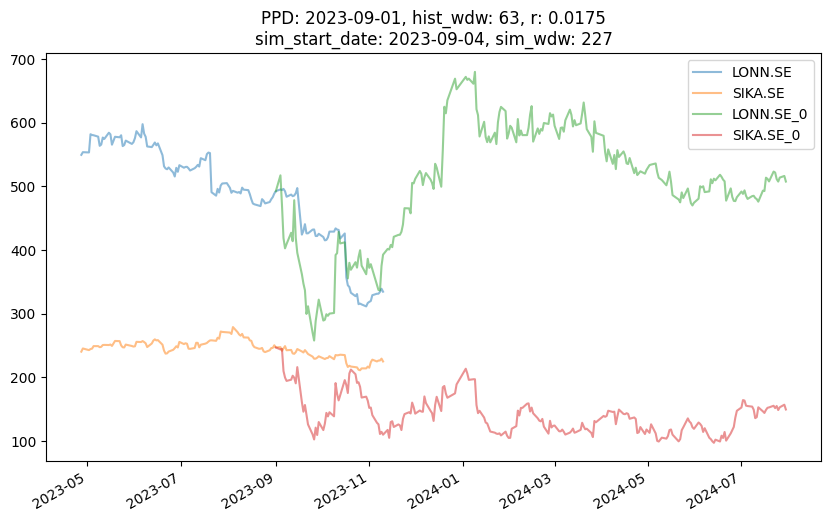 PPD: 2023-09-01, hist_wdw: 63, r: 0.0175
sim_start_date: 2023-09-04, sim_wdw: 227
700
600
500
400
300
200
100
LONN.SE
SIKA.SE
LONN.SE_0
SIKA.SE_0
2023-05
2023-07
2023-09
2023-11
2024-01
2024-03
2024-05
2024-07